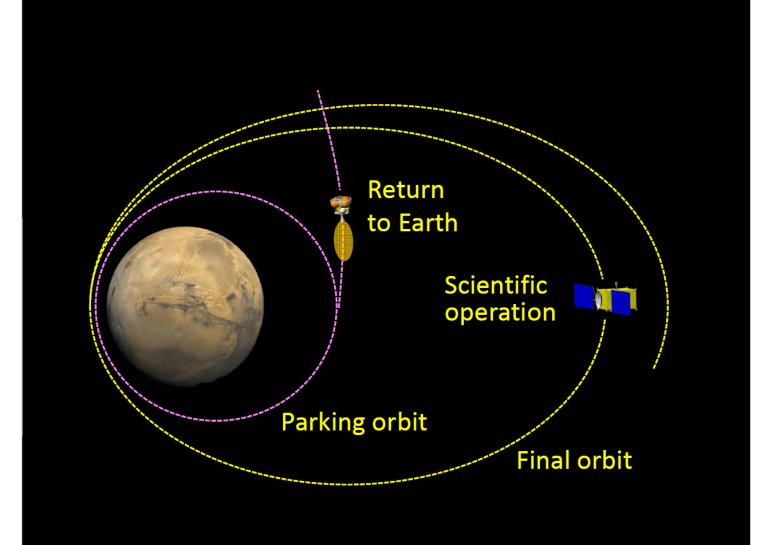 Return
to Earth
Scientific
operation
Parking orbit
Final orbit